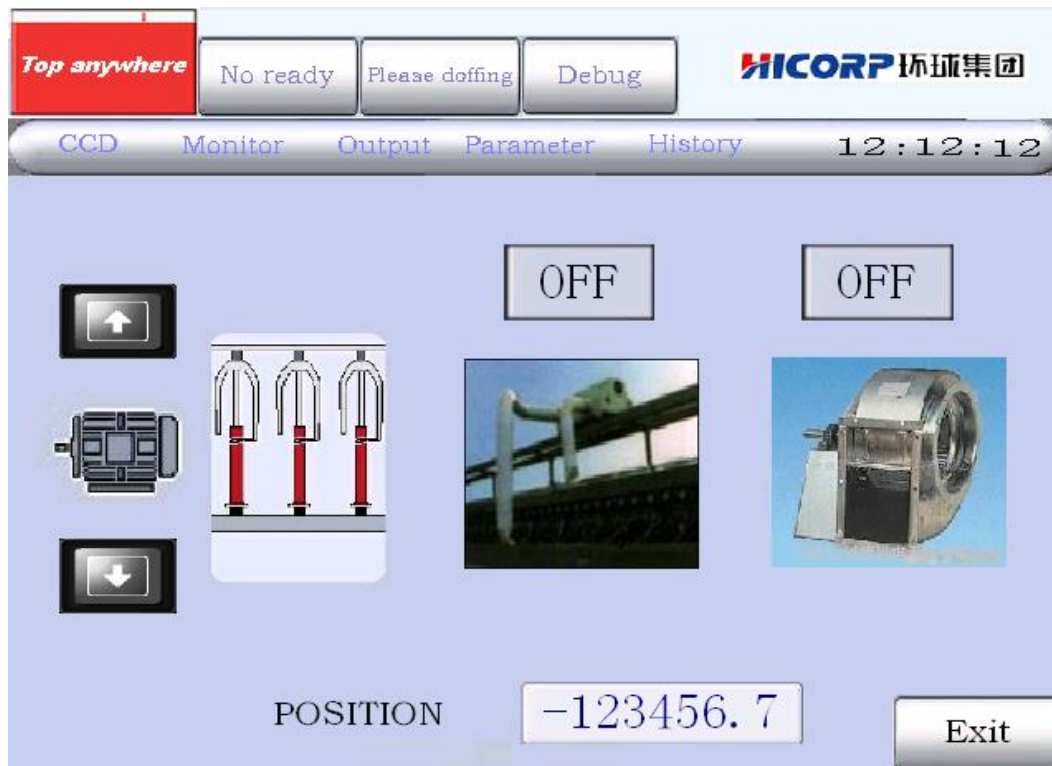 Top anywhere
No ready
Please doffing
Debug
HICORP环球集团
CCD Monitor Output Parameter History 12:12:12
OFF OFF
POSITION -123456.7
Exit